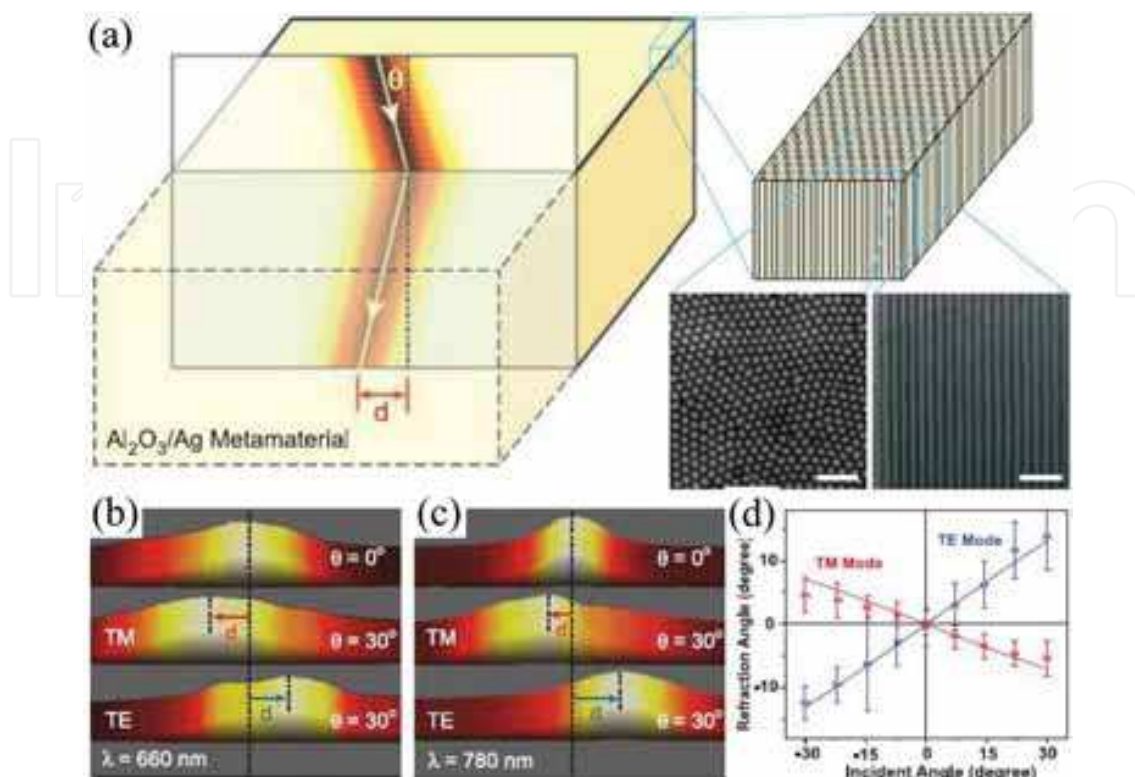 (a)
θ
d
Al₂O₃/Ag Metamaterial
(b)
θ = 0°
TM
d
θ = 30°
TE
d
θ = 30°
λ = 660 nm
(c)
θ = 0°
TM
d
θ = 30°
TE
d
θ = 30°
λ = 780 nm
(d)
Refraction Angle (degree)
10
0
-10
TM Mode
TE Mode
-30
-15
0
15
30
Incident Angle (degree)